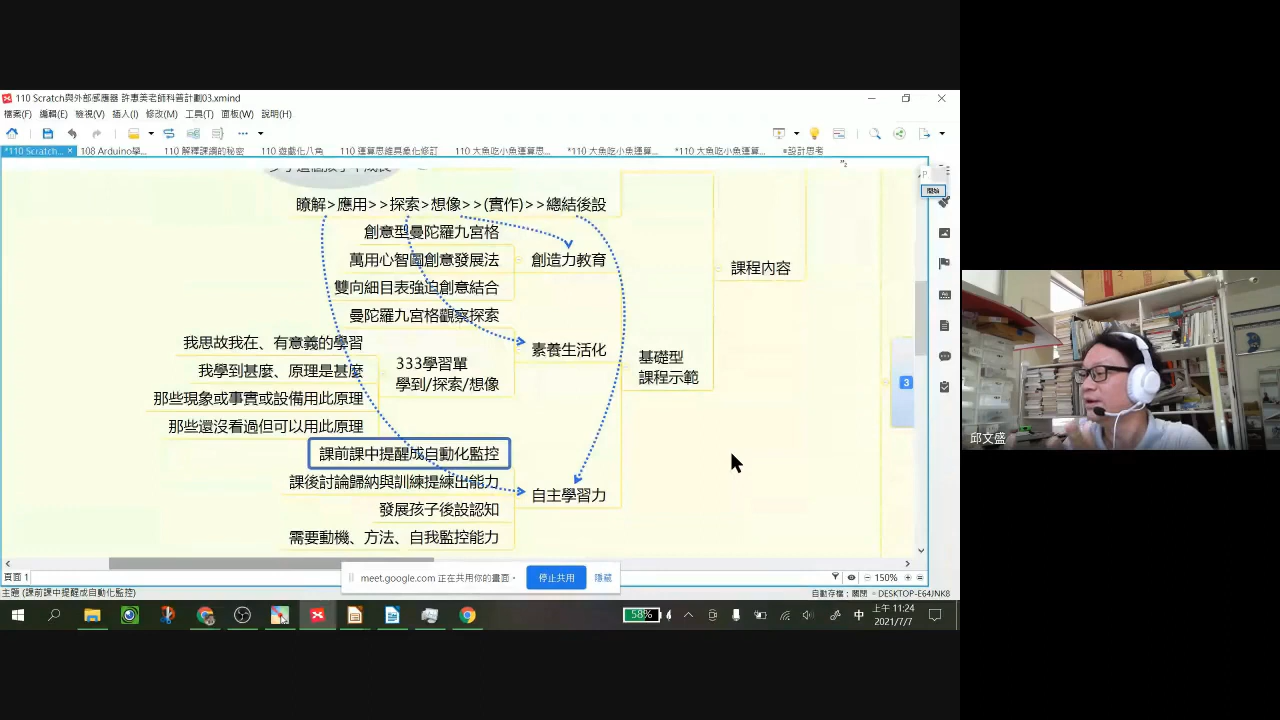 110 Scratch與外部感應器 許惠美老師科普計劃03.xmind
檔案(F) 編輯(E) 檢視(V) 插入(I) 修改(M) 工具(T) 面板(W) 說明(H)
*110 Scratch... 108 Arduino學... 110 解釋課讀的秘密 110 遊戲化八角 110 運算思維具象化修訂 110 大魚吃小魚運算思... *110 大魚吃小魚運算... *110 大魚吃小魚運算... *設計思考
瞭解>應用>>探索>想像>>(實作)>>總結後設
創意型曼陀羅九宮格
萬用心智圖創意發展法
創造力教育
雙向細目表強迫創意結合
課程內容
曼陀羅九宮格觀察探索
我思故我在、有意義的學習
素養生活化
我學到甚麼、原理是甚麼
333學習單
學到/探索/想像
基礎型
課程示範
那些現象或事實或設備用此原理
那些還沒看過但可以用此原理
課前課中提醒成自動化監控
課後討論歸納與訓練提練出能力
自主學習力
發展孩子後設認知
需要動機、方法、自我監控能力
開始
3
邱文盛
頁面 1
meet.google.com 正在共用你的畫面。
停止共用
隱藏
150%
主題 (課前課中提醒成自動化監控)
自動存檔：關閉
DESKTOP-E64JNK8
58%
中
上午 11:24
2021/7/7